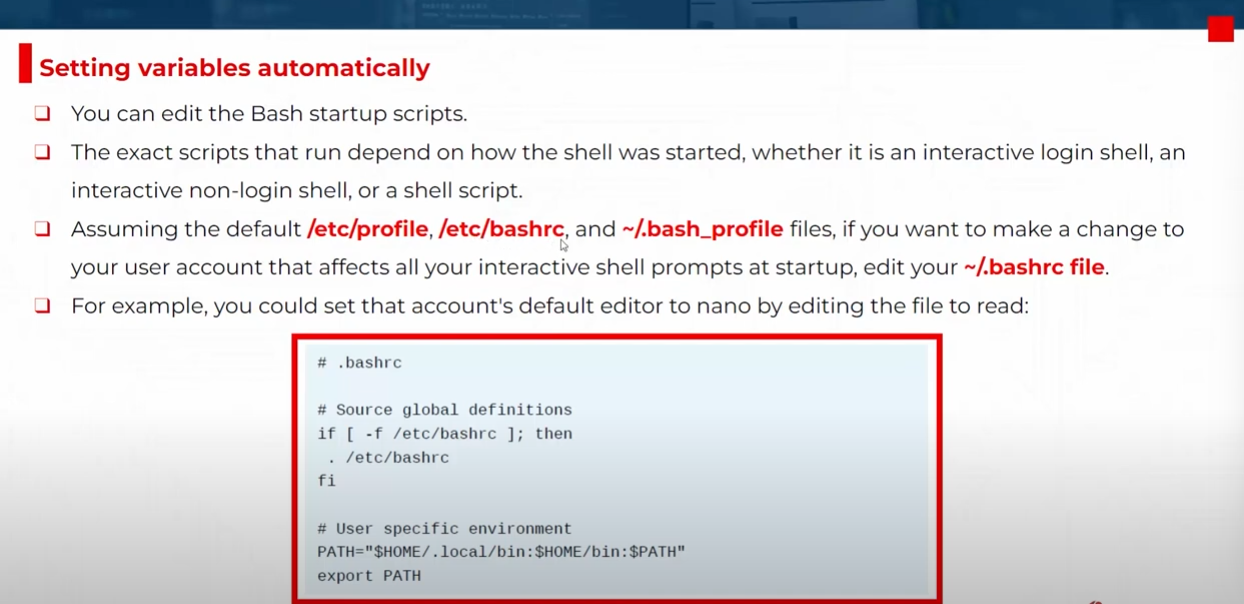 Setting variables automatically
❑ You can edit the Bash startup scripts.
❑ The exact scripts that run depend on how the shell was started, whether it is an interactive login shell, an
interactive non-login shell, or a shell script.
❑ Assuming the default /etc/profile, /etc/bashrc, and ~/.bash_profile files, if you want to make a change to
your user account that affects all your interactive shell prompts at startup, edit your ~/.bashrc file.
❑ For example, you could set that account's default editor to nano by editing the file to read:
# .bashrc
# Source global definitions
if [ -f /etc/bashrc ]; then
. /etc/bashrc
fi
# User specific environment
PATH="$HOME/.local/bin:$HOME/bin:$PATH"
export PATH